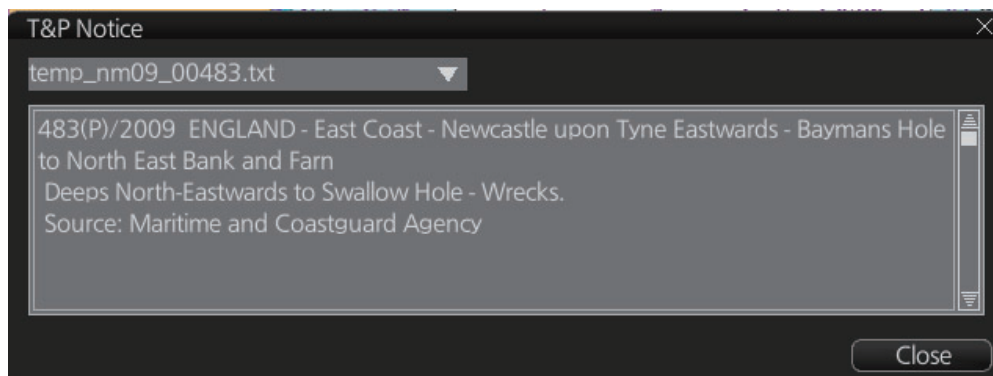 T&P Notice
temp_nm09_00483.txt
483(P)/2009 ENGLAND - East Coast - Newcastle upon Tyne Eastwards - Baymans Hole
to North East Bank and Farn
Deeps North-Eastwards to Swallow Hole - Wrecks.
Source: Maritime and Coastguard Agency
Close